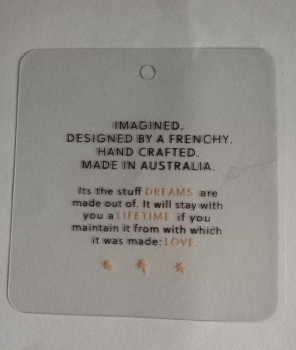 IMAGINED.
DESIGNED BY A FRENCHY.
HAND CRAFTED.
MADE IN AUSTRALIA.
Its the stuff DREAMS are
made out of. It will stay with
you a LIFETIME if you
maintain it from with which
it was made: LOVE.